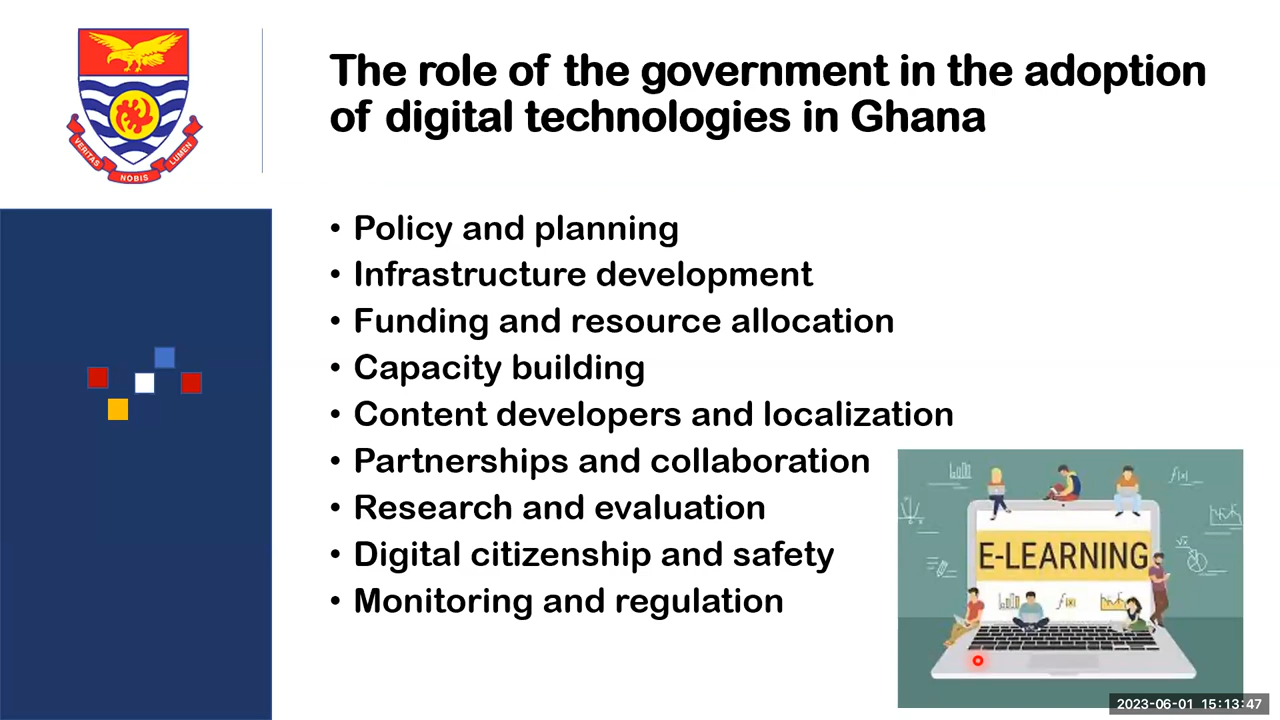 The role of the government in the adoption
of digital technologies in Ghana
VERITAS
NOBIS
LUMEN
• Policy and planning
• Infrastructure development
• Funding and resource allocation
• Capacity building
• Content developers and localization
• Partnerships and collaboration
• Research and evaluation
• Digital citizenship and safety
• Monitoring and regulation
E-LEARNING
2023-06-01 15:13:47